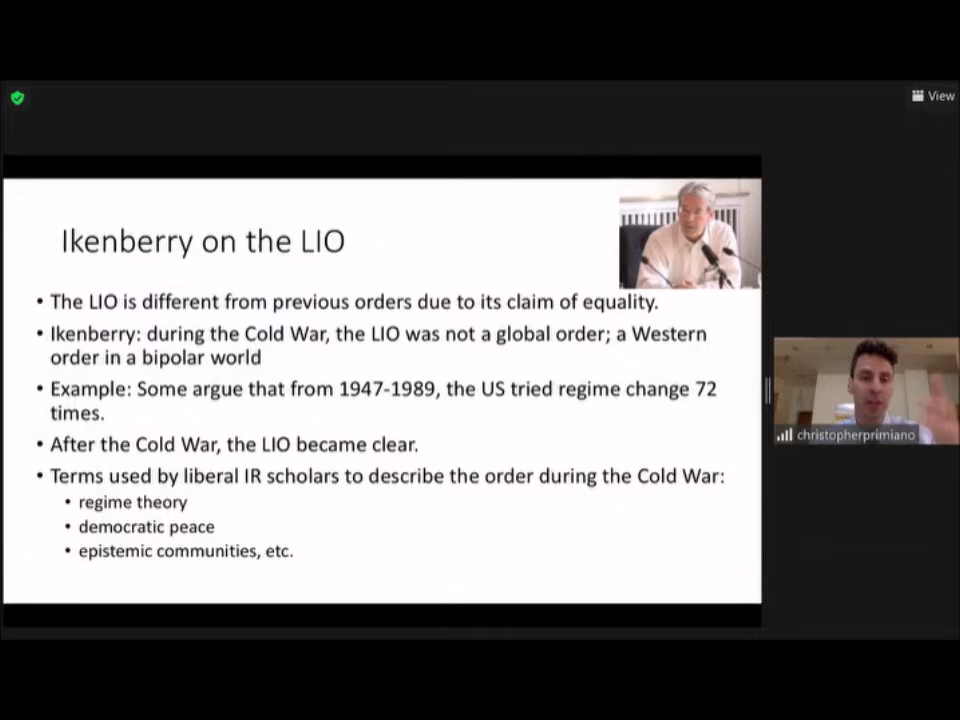 View
Ikenberry on the LIO
• The LIO is different from previous orders due to its claim of equality.
• Ikenberry: during the Cold War, the LIO was not a global order; a Western
order in a bipolar world
• Example: Some argue that from 1947-1989, the US tried regime change 72
times.
• After the Cold War, the LIO became clear.
• Terms used by liberal IR scholars to describe the order during the Cold War:
• regime theory
• democratic peace
• epistemic communities, etc.
christopherprimiano